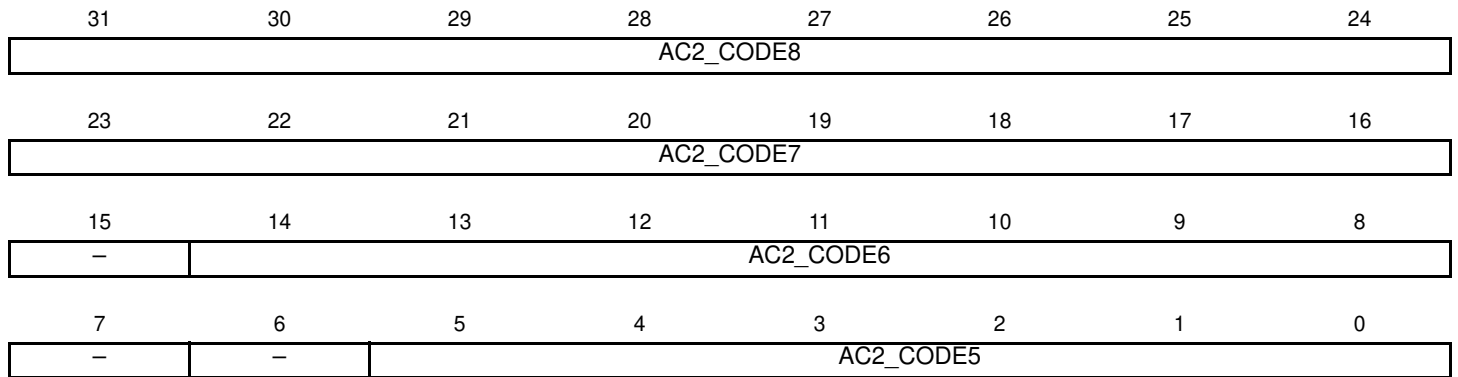 31 30 29 28 27 26 25 24
AC2_CODE8
23 22 21 20 19 18 17 16
AC2_CODE7
15 14 13 12 11 10 9 8
– AC2_CODE6
7 6 5 4 3 2 1 0
– – AC2_CODE5